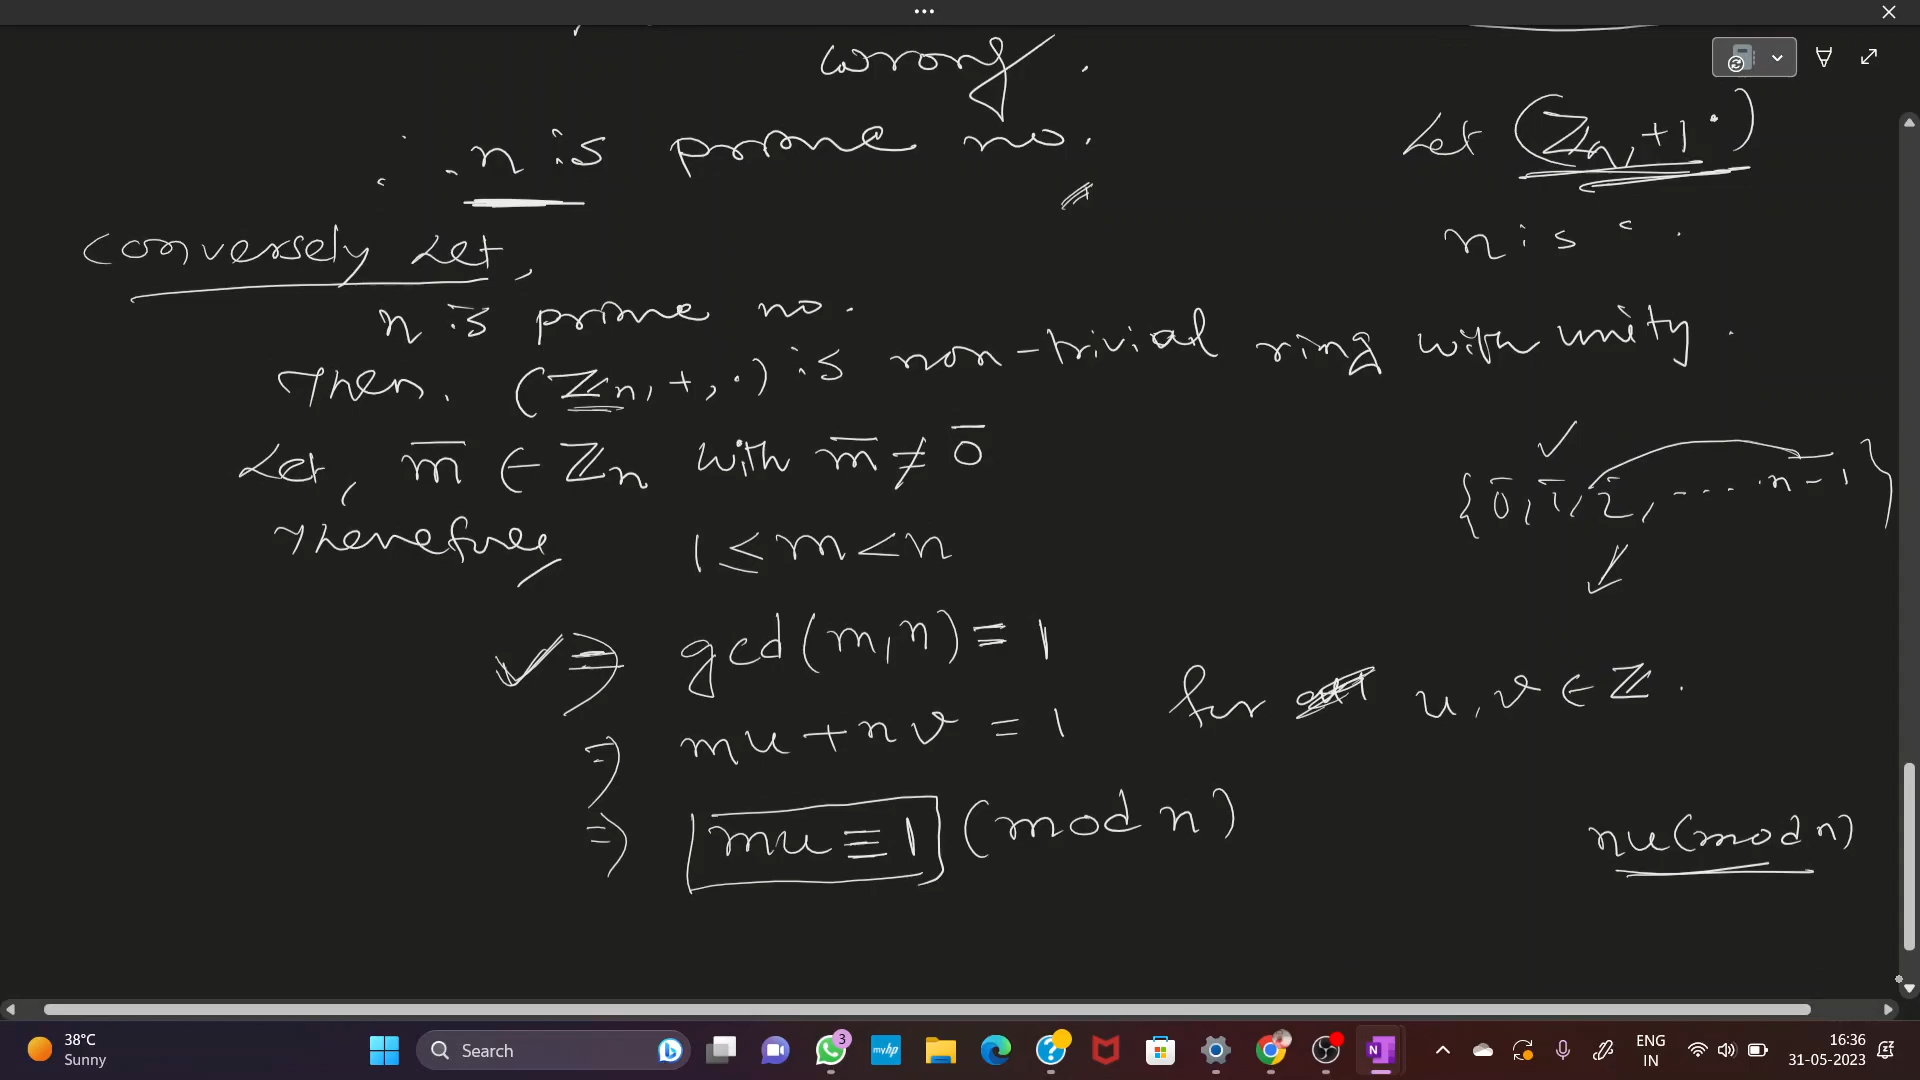 ...
wrong.
∴ n is prime no.
Let (Zn, +, ·)
n is
Conversely Let,
n is prime no.
Then. (Zn, +, ·) is non-trivial ring with unity.
Let, m̅ ∈ Zn with m̅ ≠ 0̅
{0̅, 1̅, 2̅, .... n-1}
Therefore 1 ≤ m < n
⇒ gcd(m, n) = 1
⇒ mu + nv = 1 for u, v ∈ Z.
⇒ mu ≡ 1 (mod n)
nu(mod n)
38°C
Sunny
Search
3
myhp
N
ENG
IN
16:36
31-05-2023